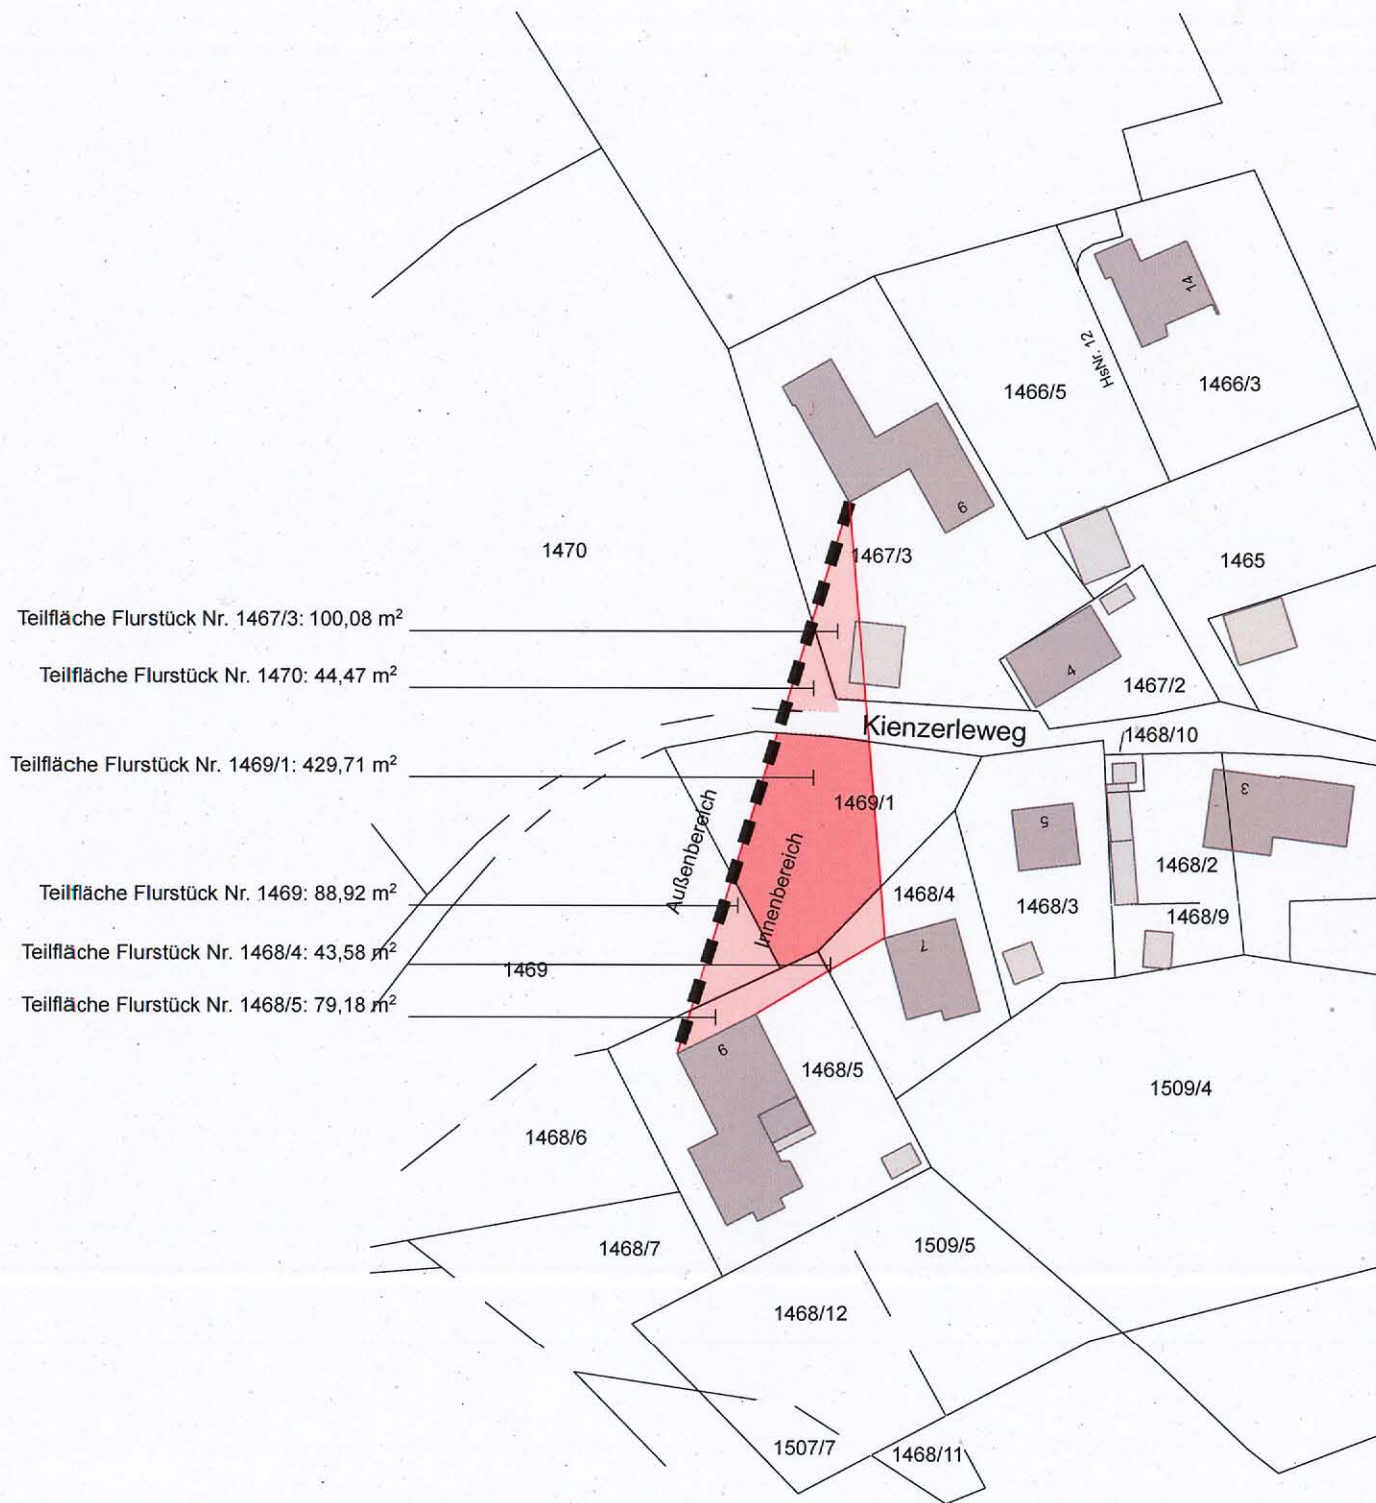 14
HsNr. 12
1466/5
1466/3
9
1470
1467/3
1465
Teilfläche Flurstück Nr. 1467/3: 100,08 m²
4
Teilfläche Flurstück Nr. 1470: 44,47 m²
1467/2
Kienzerleweg
1468/10
Teilfläche Flurstück Nr. 1469/1: 429,71 m²
3
1469/1
5
Außenbereich
Innenbereich
1468/2
Teilfläche Flurstück Nr. 1469: 88,92 m²
1468/4
1468/3
1468/9
7
Teilfläche Flurstück Nr. 1468/4: 43,58 m²
1469
Teilfläche Flurstück Nr. 1468/5: 79,18 m²
9
1468/5
1509/4
1468/6
1468/7
1509/5
1468/12
1507/7
1468/11